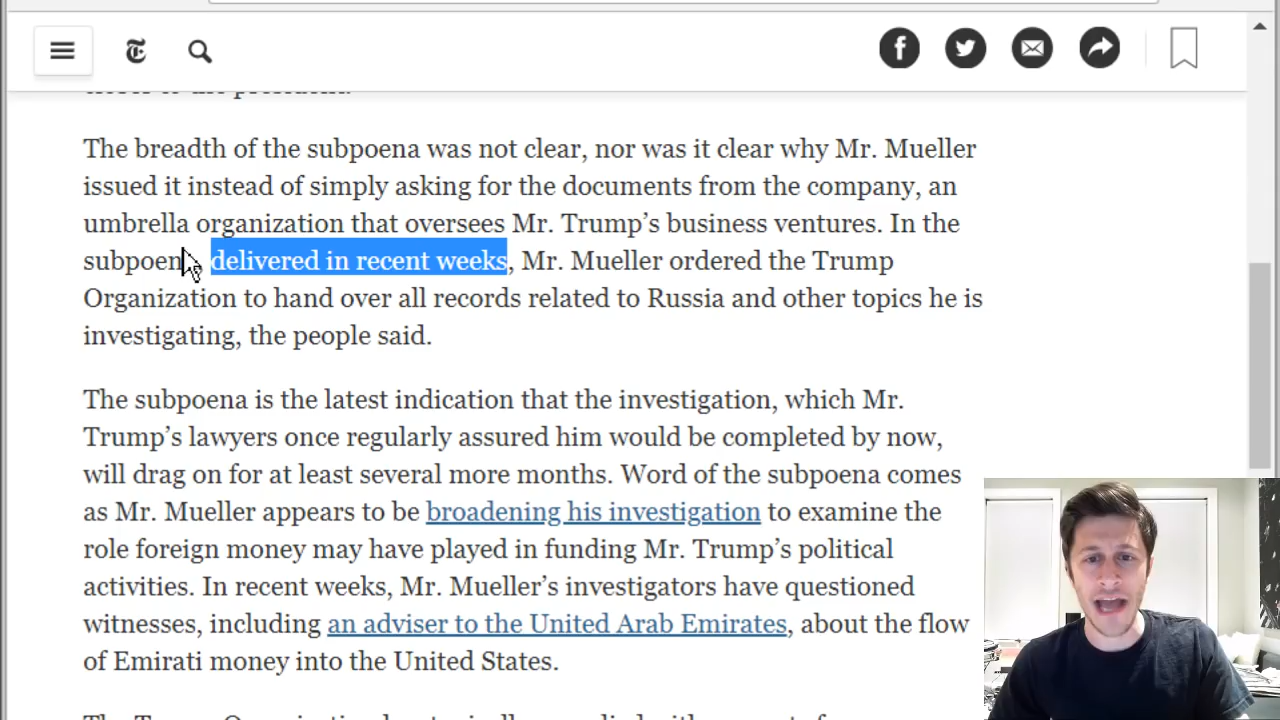 The breadth of the subpoena was not clear, nor was it clear why Mr. Mueller
issued it instead of simply asking for the documents from the company, an
umbrella organization that oversees Mr. Trump’s business ventures. In the
delivered in recent weeks, Mr. Mueller ordered the Trump
Organization to hand over all records related to Russia and other topics he is
investigating, the people said.
The subpoena is the latest indication that the investigation, which Mr.
Trump’s lawyers once regularly assured him would be completed by now,
will drag on for at least several more months. Word of the subpoena comes
as Mr. Mueller appears to be broadening his investigation to examine the
role foreign money may have played in funding Mr. Trump’s political
activities. In recent weeks, Mr. Mueller’s investigators have questioned
witnesses, including an adviser to the United Arab Emirates, about the flow
of Emirati money into the United States.